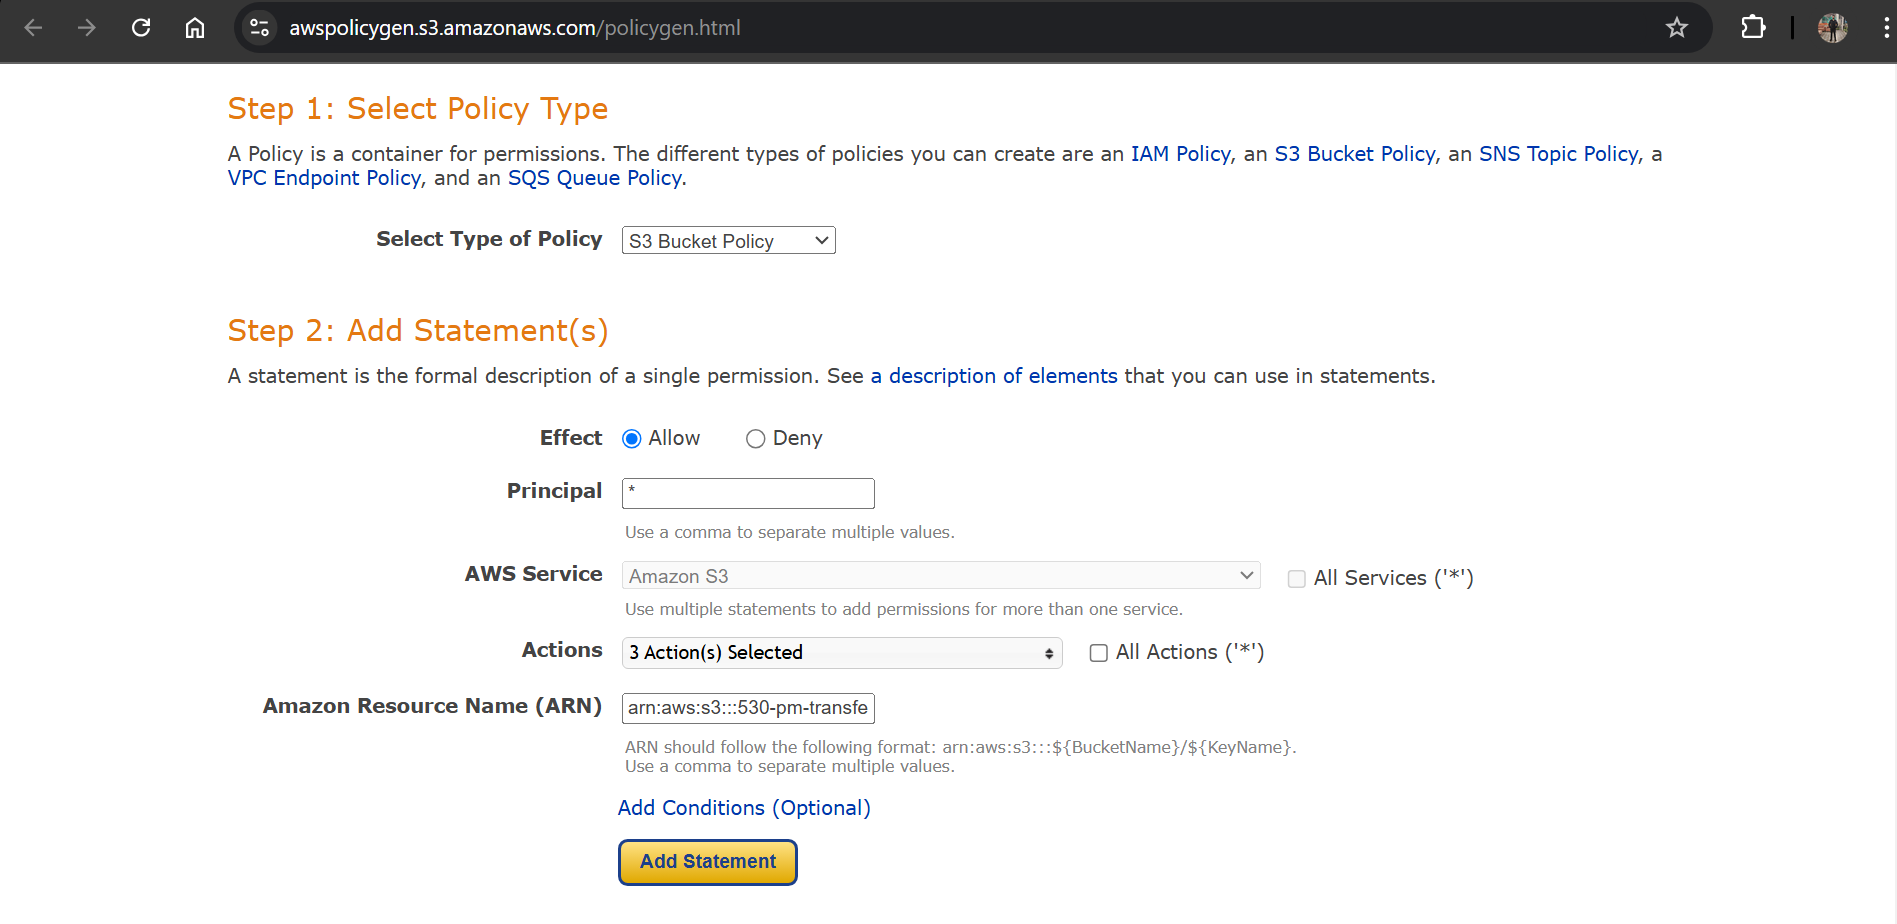 awspolicygen.s3.amazonaws.com/policygen.html
Step 1: Select Policy Type
A Policy is a container for permissions. The different types of policies you can create are an IAM Policy, an S3 Bucket Policy, an SNS Topic Policy, a
VPC Endpoint Policy, and an SQS Queue Policy.
Select Type of Policy S3 Bucket Policy
Step 2: Add Statement(s)
A statement is the formal description of a single permission. See a description of elements that you can use in statements.
Effect Allow Deny
Principal *
Use a comma to separate multiple values.
AWS Service Amazon S3 All Services ('*')
Use multiple statements to add permissions for more than one service.
Actions 3 Action(s) Selected All Actions ('*')
Amazon Resource Name (ARN) arn:aws:s3:::530-pm-transfe
ARN should follow the following format: arn:aws:s3:::${BucketName}/${KeyName}.
Use a comma to separate multiple values.
Add Conditions (Optional)
Add Statement